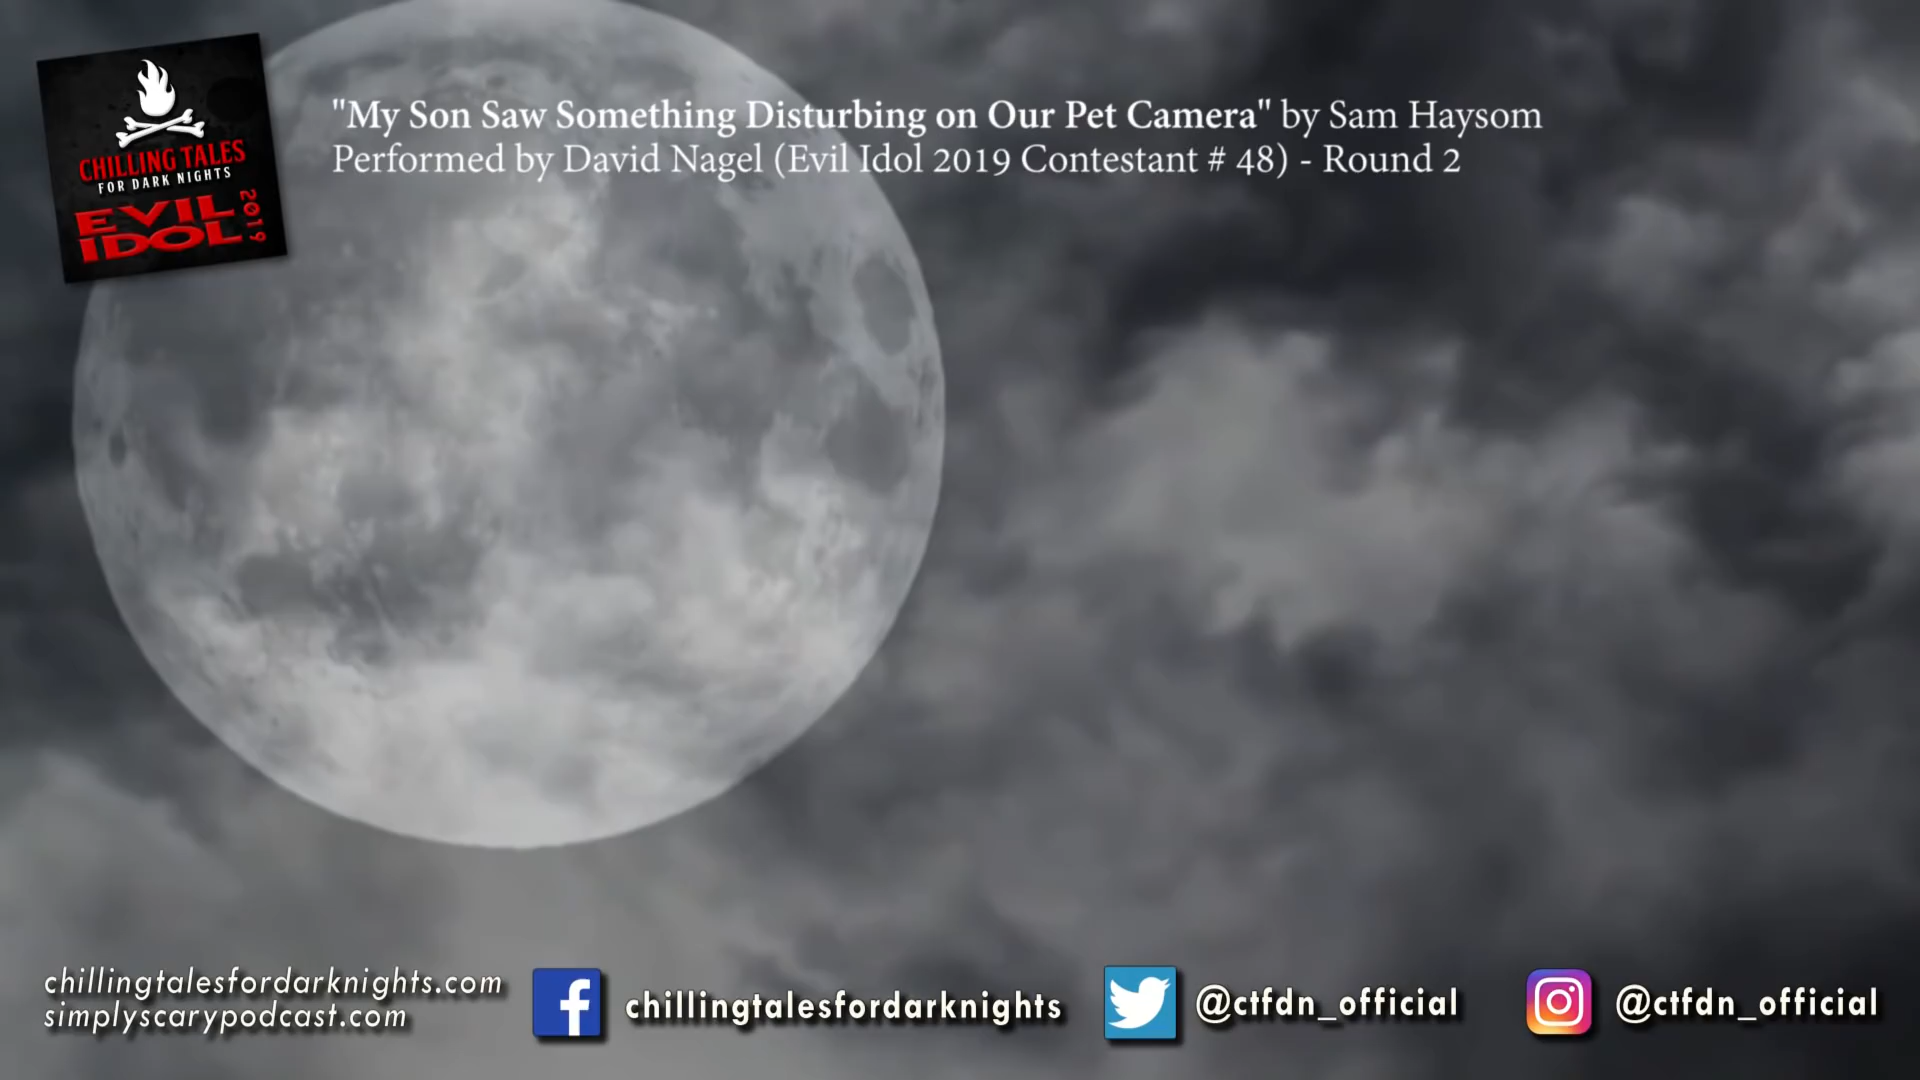 CHILLING TALES
FOR DARK NIGHTS
EVIL
IDOL
2019
"My Son Saw Something Disturbing on Our Pet Camera" by Sam Haysom
Performed by David Nagel (Evil Idol 2019 Contestant # 48) - Round 2
chillingtalesfordarknights.com
simplyscarypodcast.com
chillingtalesfordarknights
@ctfdn_official
@ctfdn_official